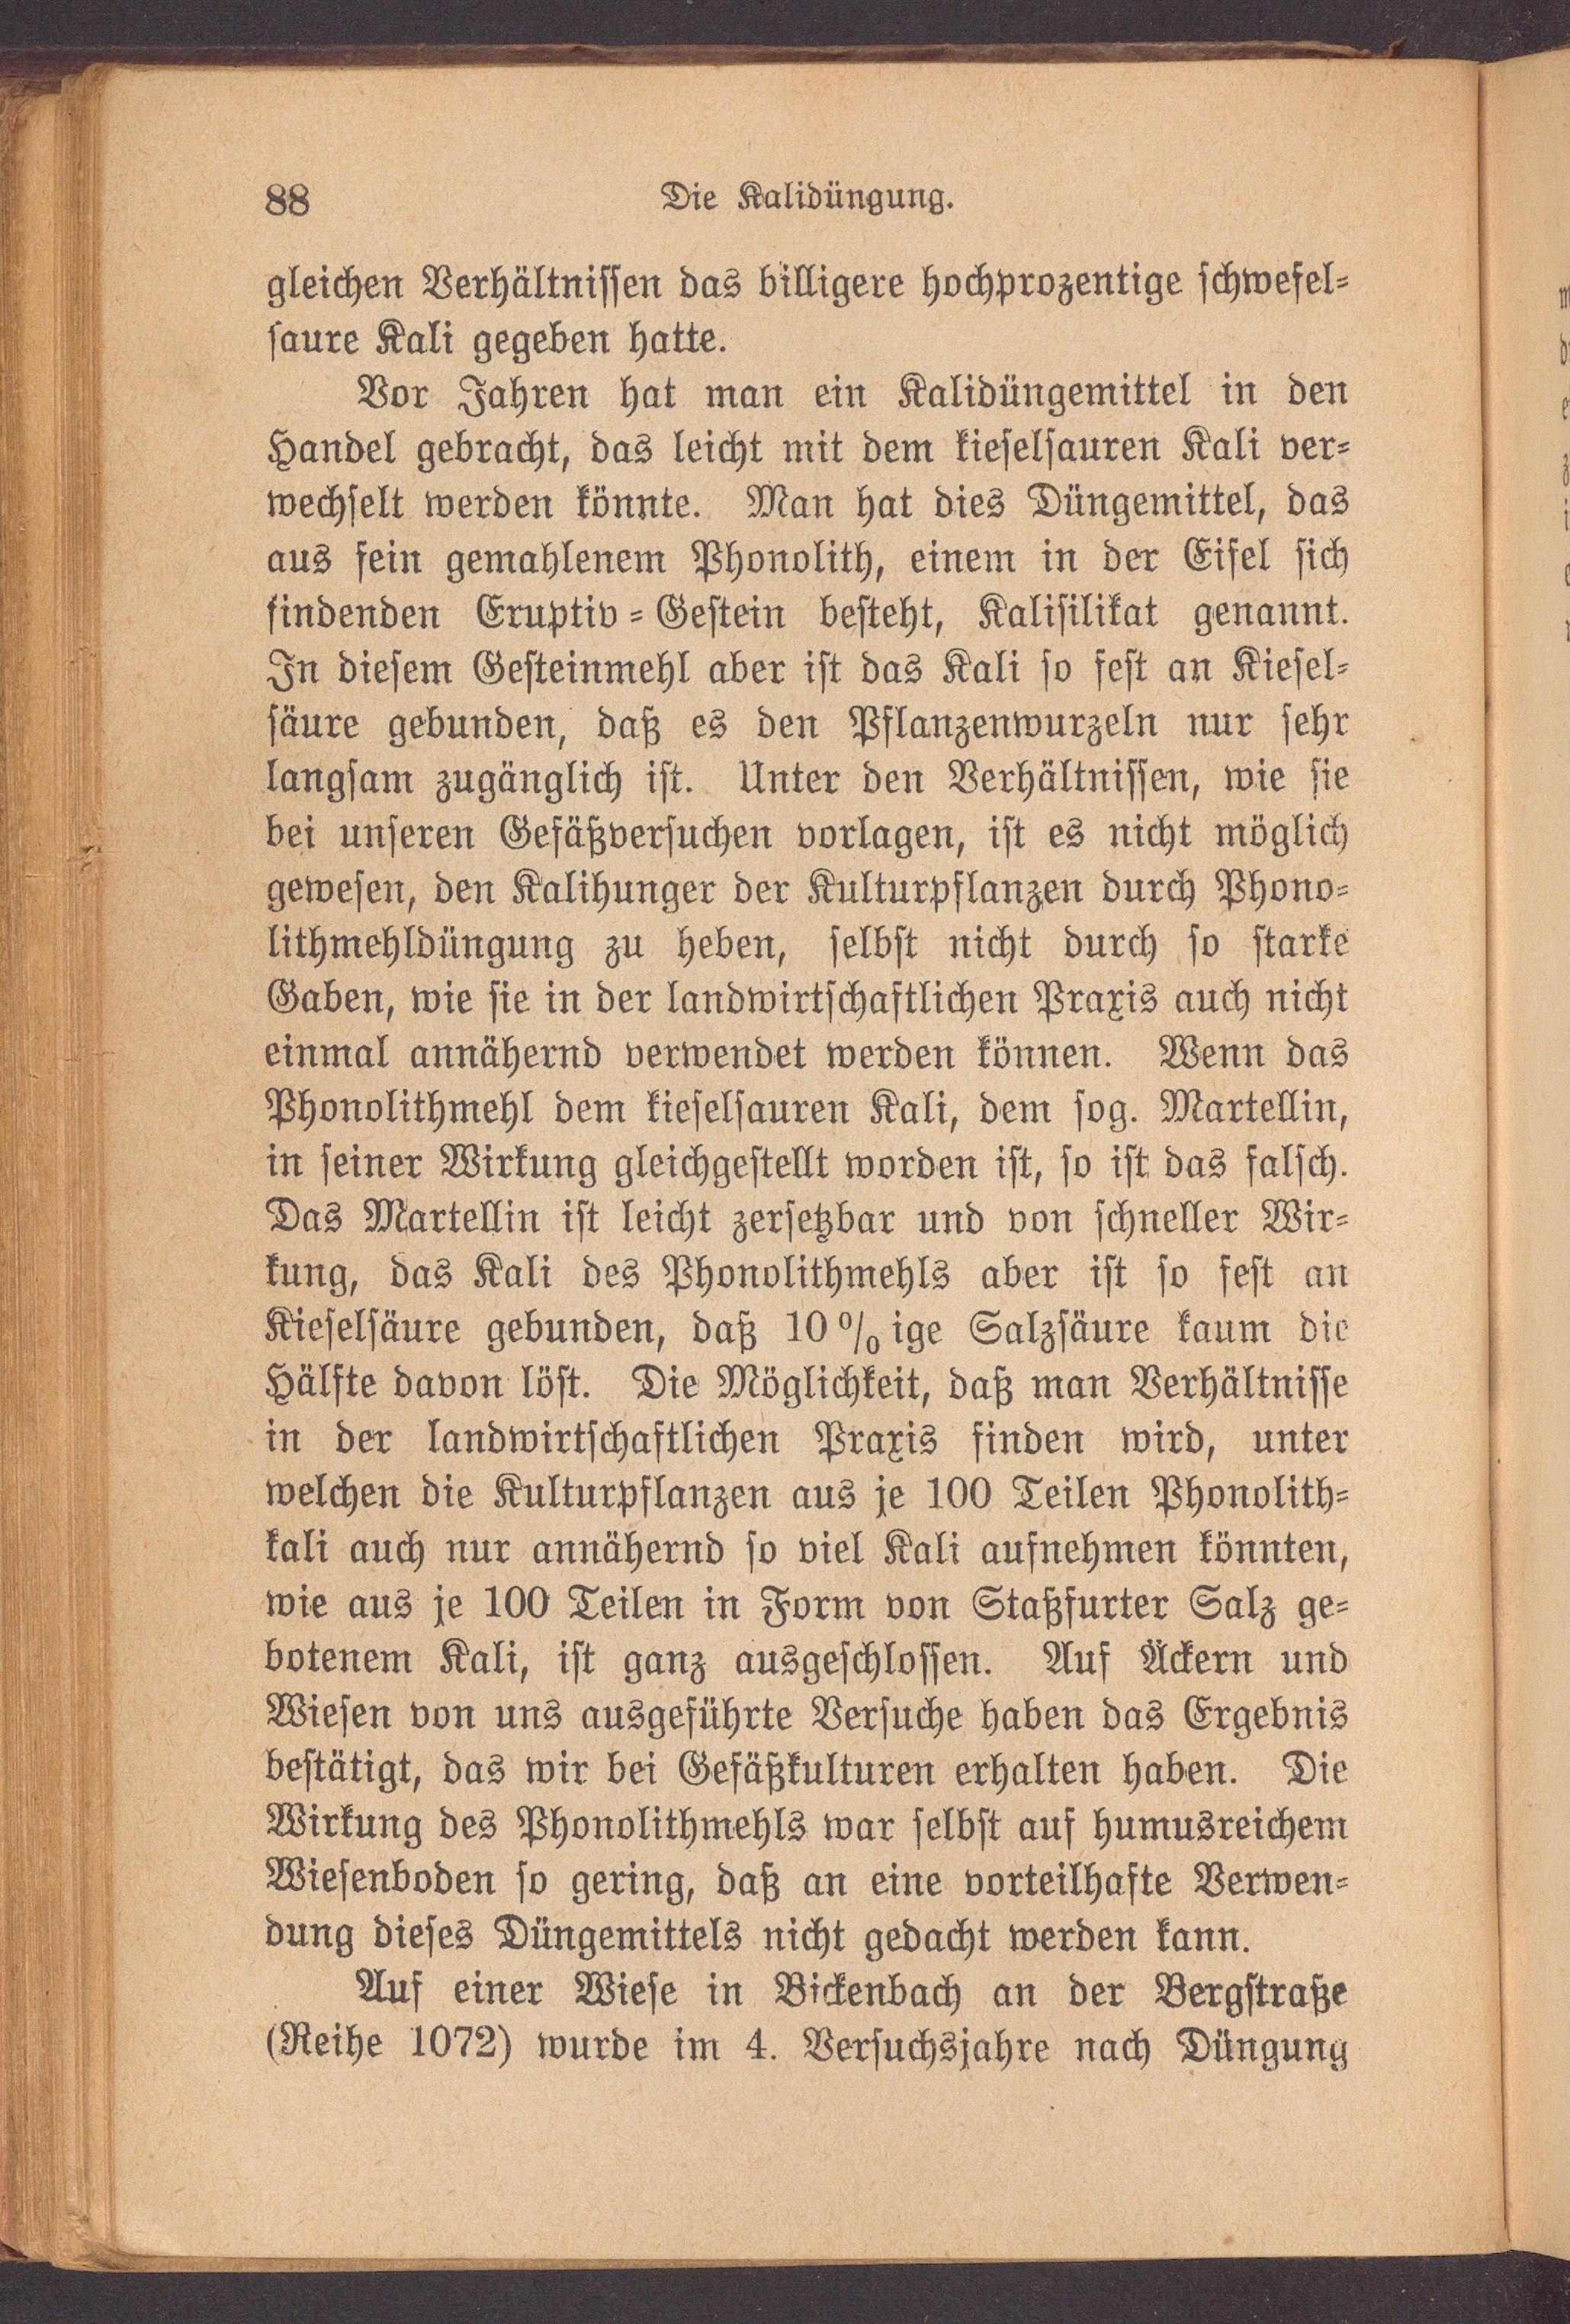 88
Die Kalidüngung.
gleichen Verhältnissen das billigere hochprozentige schwefel-
saure Kali gegeben hatte.
Vor Jahren hat man ein Kalidüngemittel in den
Handel gebracht, das leicht mit dem kieselsauren Kali ver-
wechselt werden könnte. Man hat dies Düngemittel, das
aus fein gemahlenem Phonolith, einem in der Eifel sich
findenden Eruptiv-Gestein besteht, Kalisilikat genannt.
In diesem Gesteinmehl aber ist das Kali so fest an Kiesel-
säure gebunden, daß es den Pflanzenwurzeln nur sehr
langsam zugänglich ist. Unter den Verhältnissen, wie sie
bei unseren Gefäßversuchen vorlagen, ist es nicht möglich
gewesen, den Kalihunger der Kulturpflanzen durch Phono-
lithmehldüngung zu heben, selbst nicht durch so starke
Gaben, wie sie in der landwirtschaftlichen Praxis auch nicht
einmal annähernd verwendet werden können. Wenn das
Phonolithmehl dem kieselsauren Kali, dem sog. Martellin,
in seiner Wirkung gleichgestellt worden ist, so ist das falsch.
Das Martellin ist leicht zersetzbar und von schneller Wir-
kung, das Kali des Phonolithmehls aber ist so fest an
Kieselsäure gebunden, daß 10 % ige Salzsäure kaum die
Hälfte davon löst. Die Möglichkeit, daß man Verhältnisse
in der landwirtschaftlichen Praxis finden wird, unter
welchen die Kulturpflanzen aus je 100 Teilen Phonolith-
kali auch nur annähernd so viel Kali aufnehmen könnten,
wie aus je 100 Teilen in Form von Staßfurter Salz ge-
botenem Kali, ist ganz ausgeschlossen. Auf Äckern und
Wiesen von uns ausgeführte Versuche haben das Ergebnis
bestätigt, das wir bei Gefäßkulturen erhalten haben. Die
Wirkung des Phonolithmehls war selbst auf humusreichem
Wiesenboden so gering, daß an eine vorteilhafte Verwen-
dung dieses Düngemittels nicht gedacht werden kann.
Auf einer Wiese in Bickenbach an der Bergstraße
(Reihe 1072) wurde im 4. Versuchsjahre nach Düngung